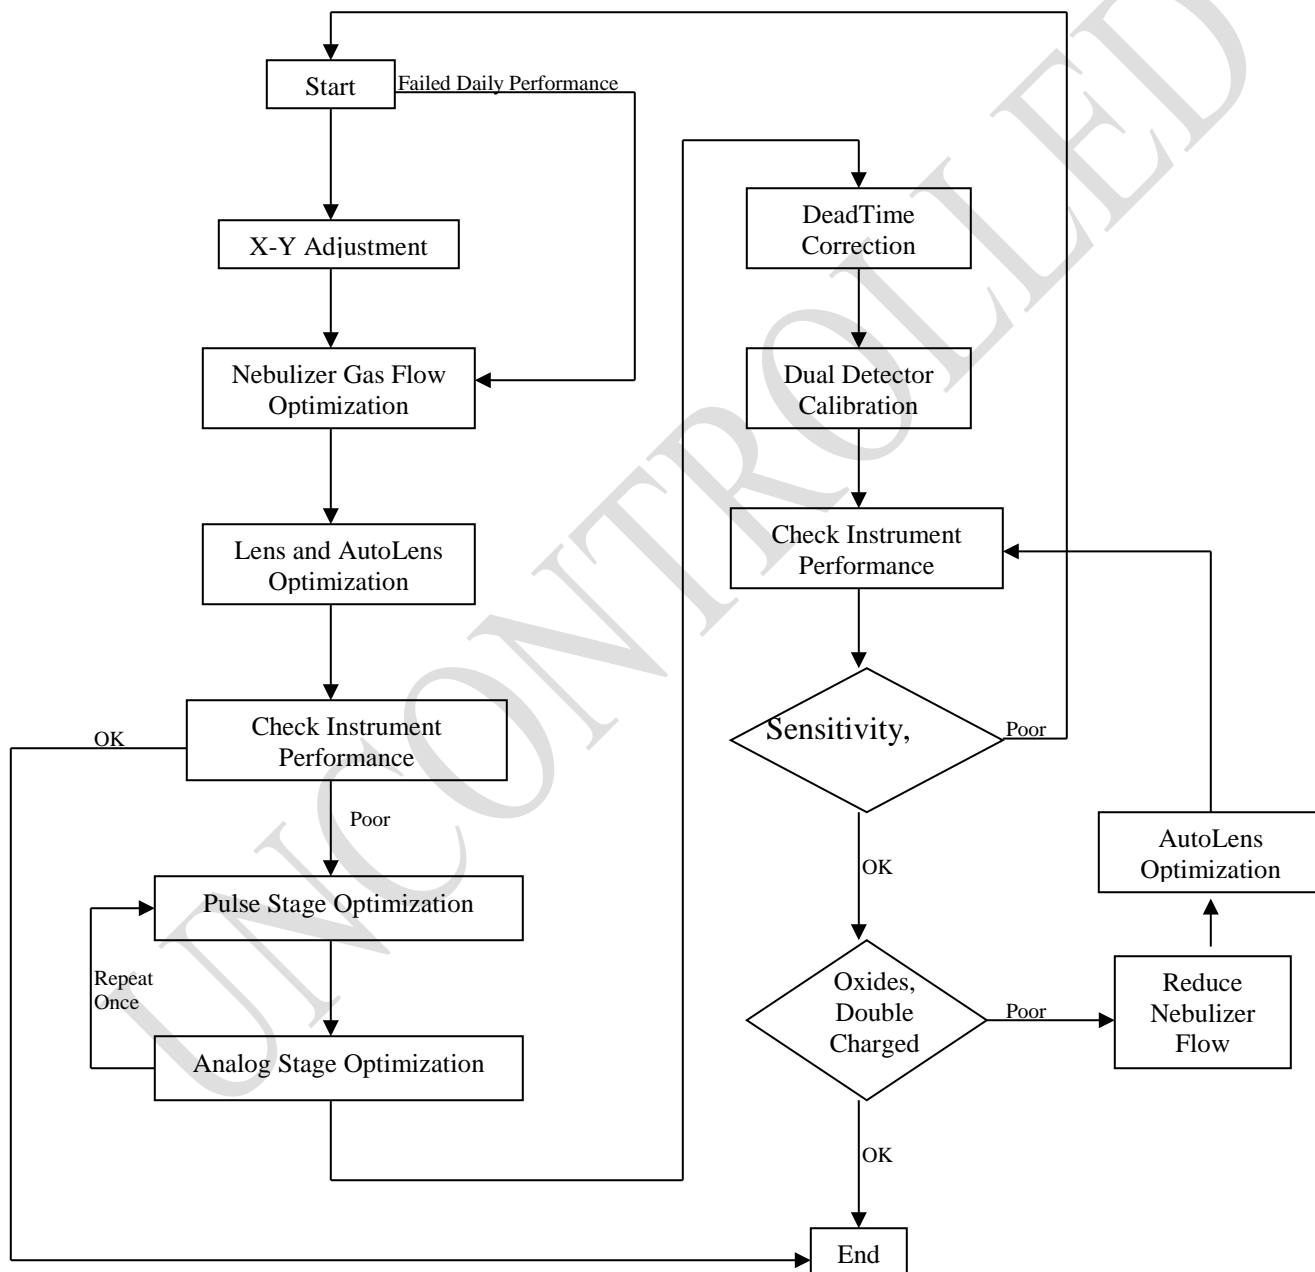 Start
Failed Daily Performance
X-Y Adjustment
Nebulizer Gas Flow
Optimization
Lens and AutoLens
Optimization
Check Instrument
Performance
OK
Poor
Pulse Stage Optimization
Repeat
Once
Analog Stage Optimization
DeadTime
Correction
Dual Detector
Calibration
Check Instrument
Performance
Sensitivity,
Poor
OK
AutoLens
Optimization
Oxides,
Double
Charged
Poor
Reduce
Nebulizer
Flow
OK
End
UNCONTROLLED